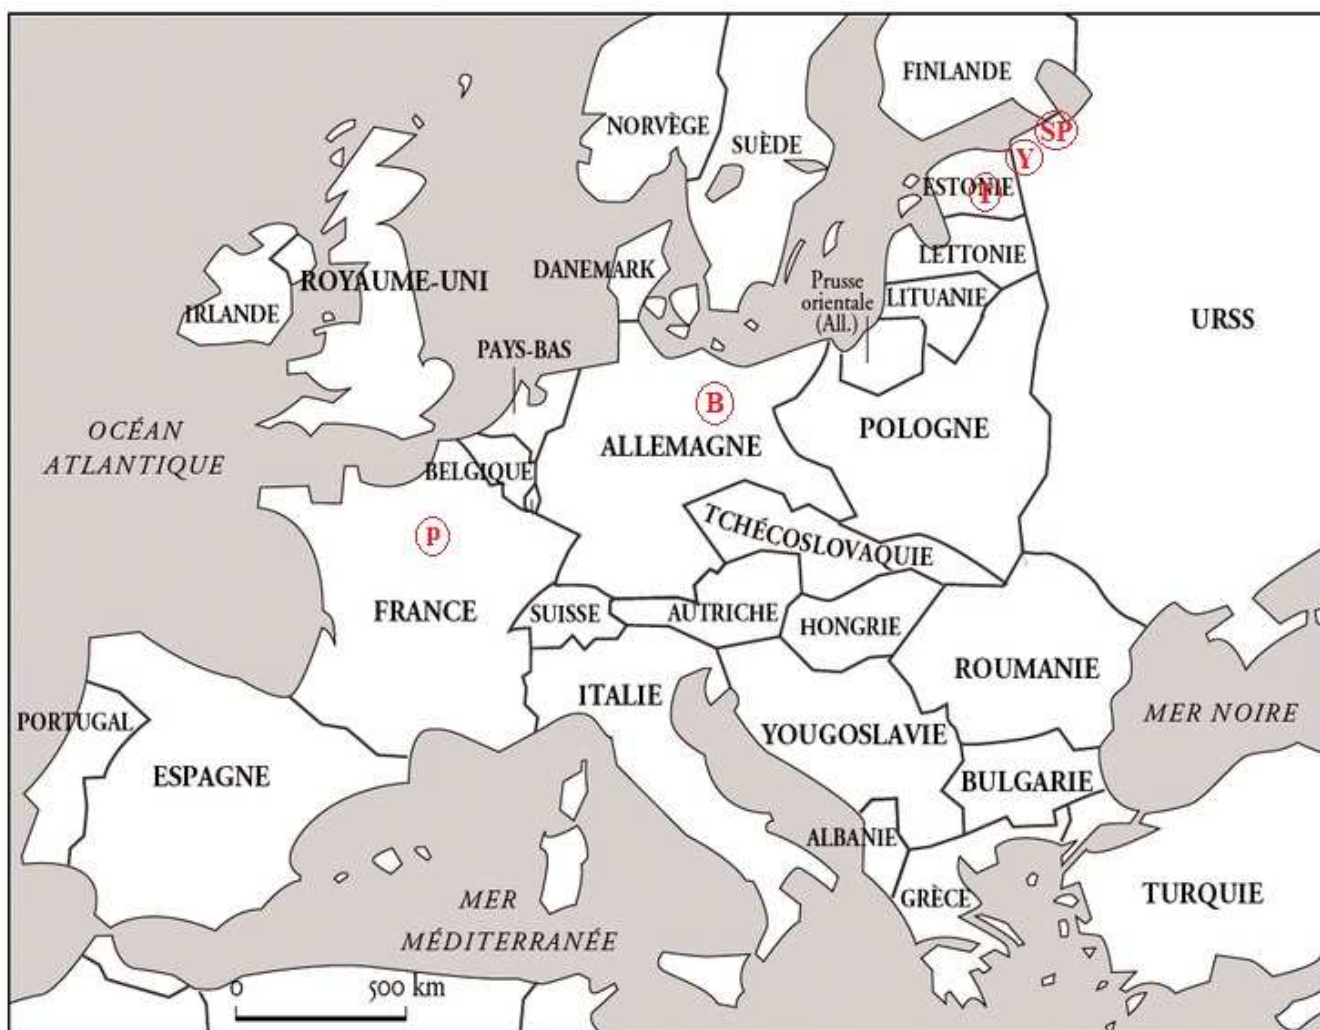 FINLANDE
SP
NORVÈGE
SUÈDE
Y
ESTONIE
T
LETTONIE
DANEMARK
ROYAUME-UNI
Prusse
orientale
(All.)
LITUANIE
IRLANDE
URSS
PAYS-BAS
B
OCÉAN
ATLANTIQUE
ALLEMAGNE
POLOGNE
BELGIQUE
P
TCHÉCOSLOVAQUIE
FRANCE
SUISSE
AUTRICHE
HONGRIE
ROUMANIE
ITALIE
PORTUGAL
MER NOIRE
YOUGOSLAVIE
ESPAGNE
BULGARIE
ALBANIE
GRÈCE
TURQUIE
MER
MÉDITERRANÉE
0 500 km